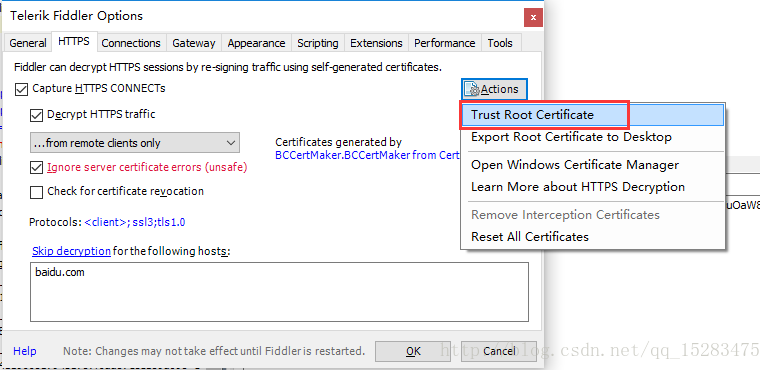 Telerik Fiddler Options
General HTTPS Connections Gateway Appearance Scripting Extensions Performance Tools
Fiddler can decrypt HTTPS sessions by re-signing traffic using self-generated certificates.
Capture HTTPS CONNECTs
Actions
Decrypt HTTPS traffic
Trust Root Certificate
...from remote clients only
Certificates generated by
Export Root Certificate to Desktop
BCCertMaker.BCCertMaker from Cert
Ignore server certificate errors (unsafe)
Open Windows Certificate Manager
Check for certificate revocation
Learn More about HTTPS Decryption
Protocols: <client>;ssl3;tls1.0
Remove Interception Certificates
Reset All Certificates
Skip decryption for the following hosts:
baidu.com
Help Note: Changes may not take effect until Fiddler is restarted. OK Cancel
http://blog.csdn.net/qq_15283475